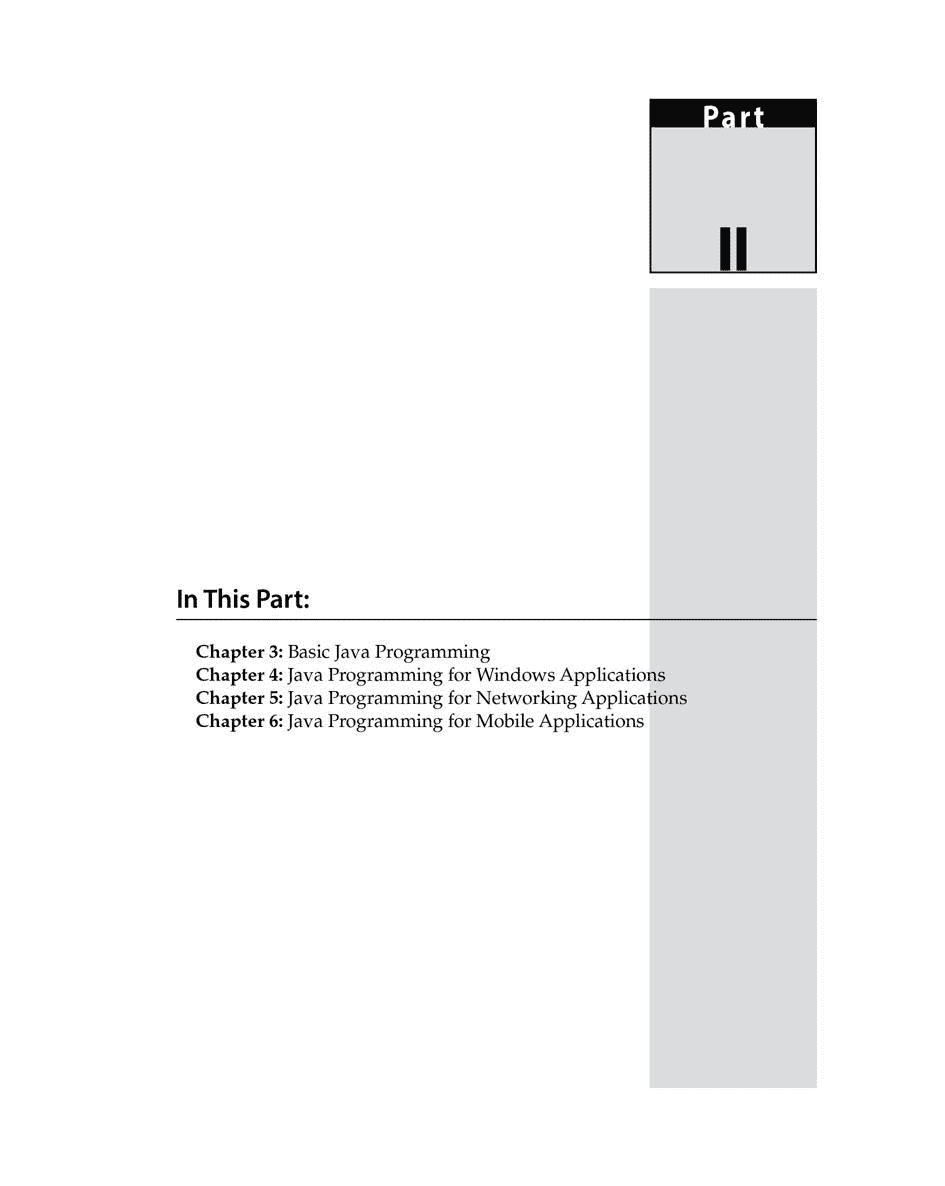 Part
II
In This Part:
Chapter 3: Basic Java Programming
Chapter 4: Java Programming for Windows Applications
Chapter 5: Java Programming for Networking Applications
Chapter 6: Java Programming for Mobile Applications